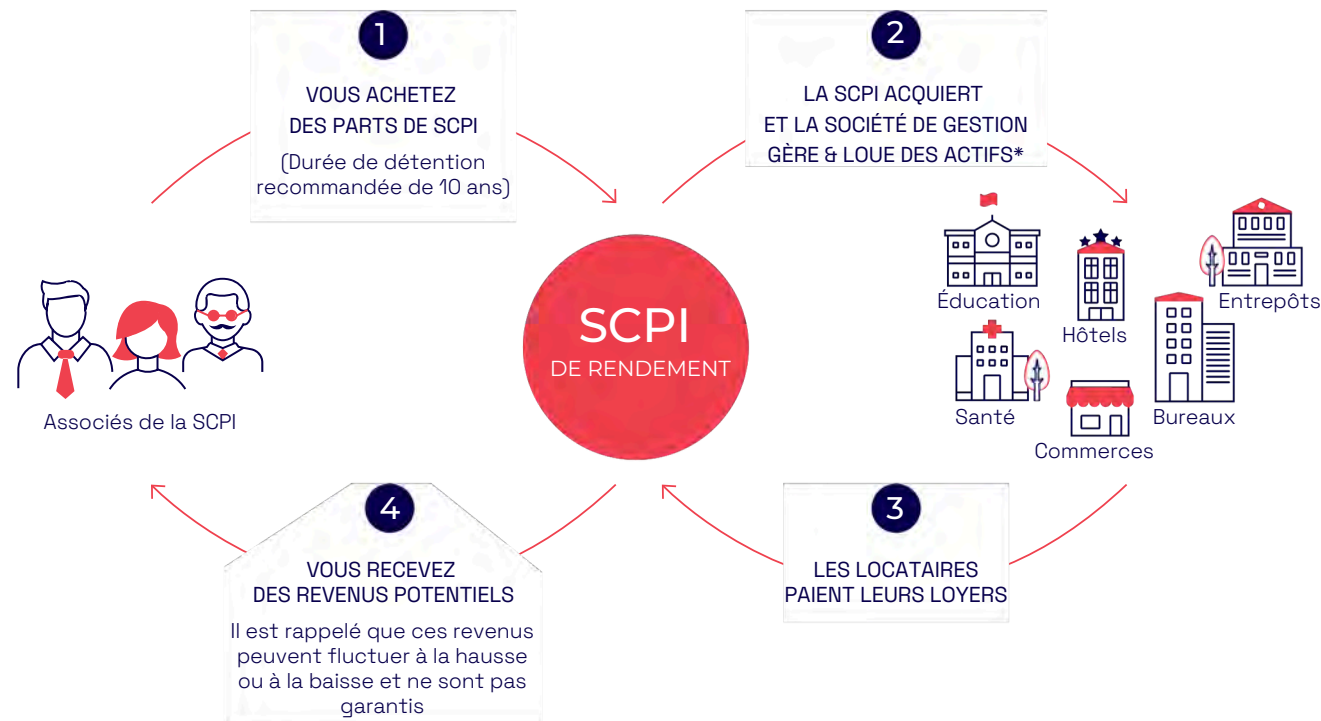 1
VOUS ACHETEZ
DES PARTS DE SCPI
(Durée de détention
recommandée de 10 ans)
2
LA SCPI ACQUIERT
ET LA SOCIÉTÉ DE GESTION
GÈRE & LOUE DES ACTIFS*
Associés de la SCPI
SCPI
DE RENDEMENT
Éducation
Hôtels
Entrepôts
Santé
Commerces
Bureaux
3
LES LOCATAIRES
PAIENT LEURS LOYERS
4
VOUS RECEVEZ
DES REVENUS POTENTIELS
Il est rappelé que ces revenus
peuvent fluctuer à la hausse
ou à la baisse et ne sont pas
garantis